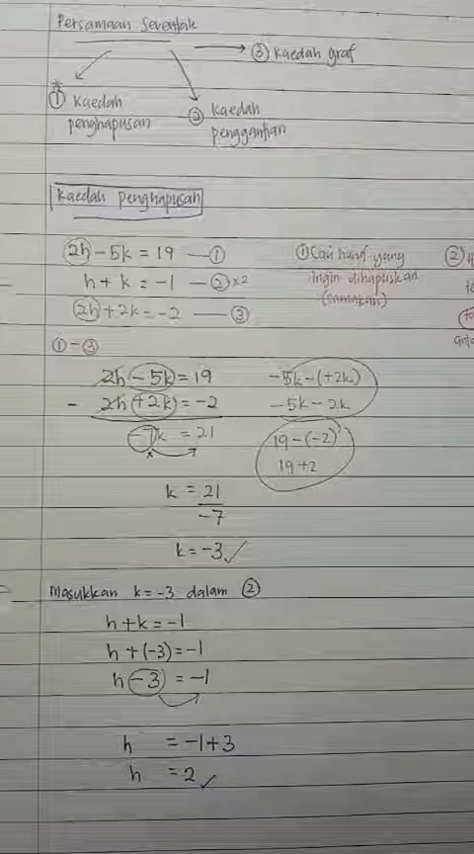 Persamaan Serentak
③ Kaedah graf
① Kaedah penghapusan
② Kaedah penggantian
Kaedah Penghapusan
2h - 5k = 19 — ①
h + k = -1 — ② x2
2h + 2k = -2 — ③
① Cari huruf yang
ingin dihapuskan
(samakan)
②
① - ③
2h - 5k = 19
- 2h + 2k = -2
-7k = 21
-5k - (+2k)
-5k - 2k
19 - (-2)
19 + 2
k = 21
-7
k = -3 ✓
Masukkan k = -3 dalam ②
h + k = -1
h + (-3) = -1
h - 3 = -1
h = -1 + 3
h = 2 ✓